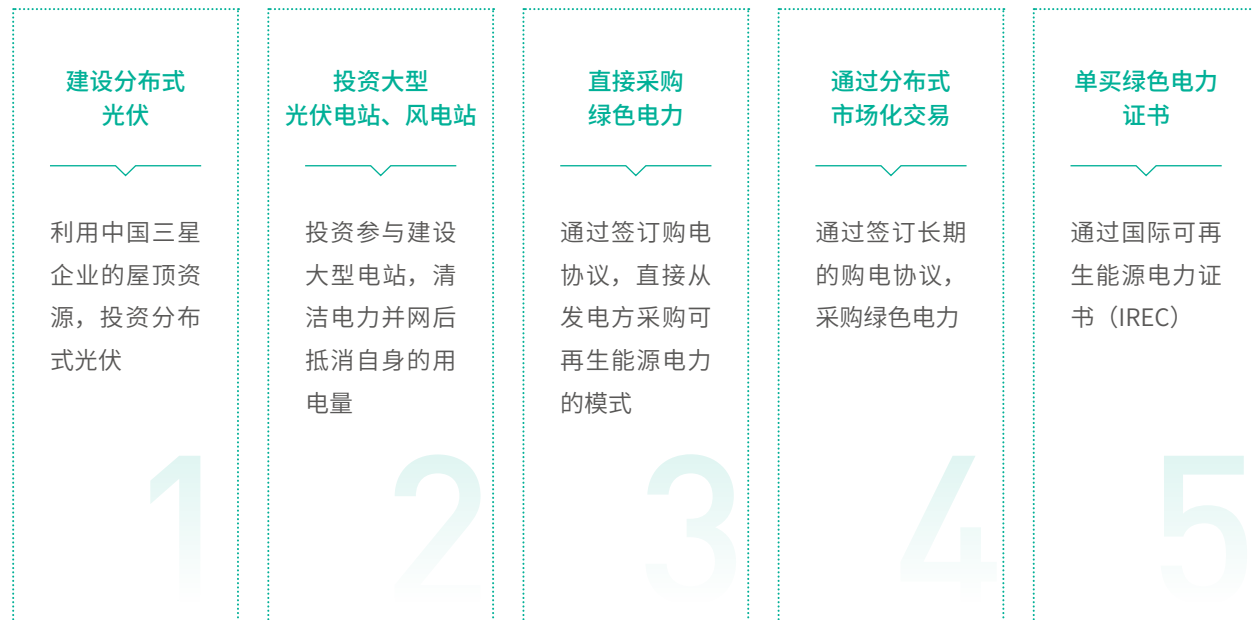 建设分布式
光伏
利用中国三星
企业的屋顶资
源，投资分布
式光伏
1
投资大型
光伏电站、风电站
投资参与建设
大型电站，清
洁电力并网后
抵消自身的用
电量
2
直接采购
绿色电力
通过签订购电
协议，直接从
发电方采购可
再生能源电力
的模式
3
通过分布式
市场化交易
通过签订长期
的购电协议，
采购绿色电力
4
单买绿色电力
证书
通过国际可再
生能源电力证
书（IREC）
5